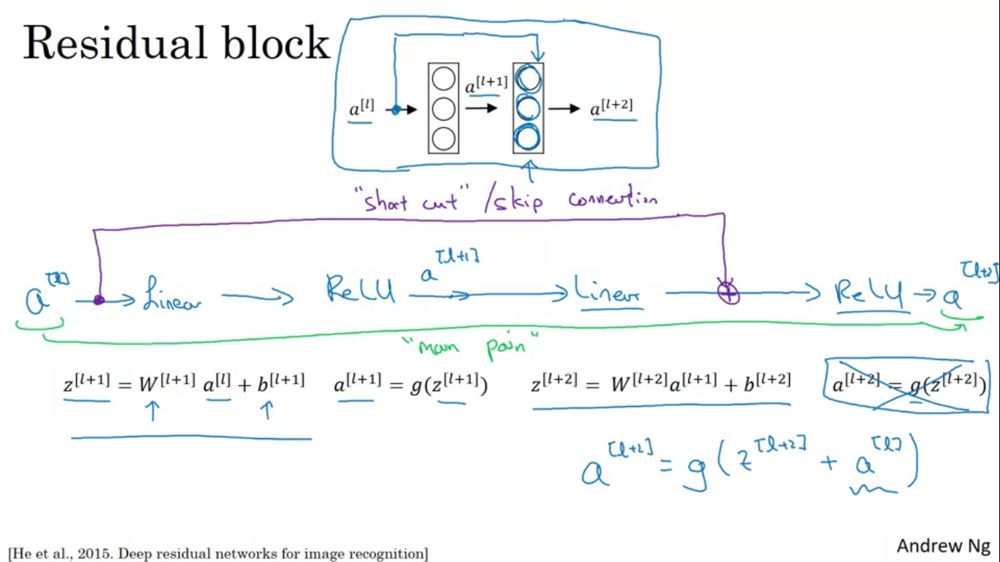 Residual block
a^[l] a^[l+1] a^[l+2]
"short cut" / skip connection
a^[l] → Linear → ReLU a^[l+1] → Linear → ReLU → a^[l+2]
"main path"
z^[l+1] = W^[l+1] a^[l] + b^[l+1] a^[l+1] = g(z^[l+1]) z^[l+2] = W^[l+2]a^[l+1] + b^[l+2] a^[l+2] = g(z^[l+2])
a^[l+2] = g(z^[l+2] + a^[l])
[He et al., 2015. Deep residual networks for image recognition]
Andrew Ng